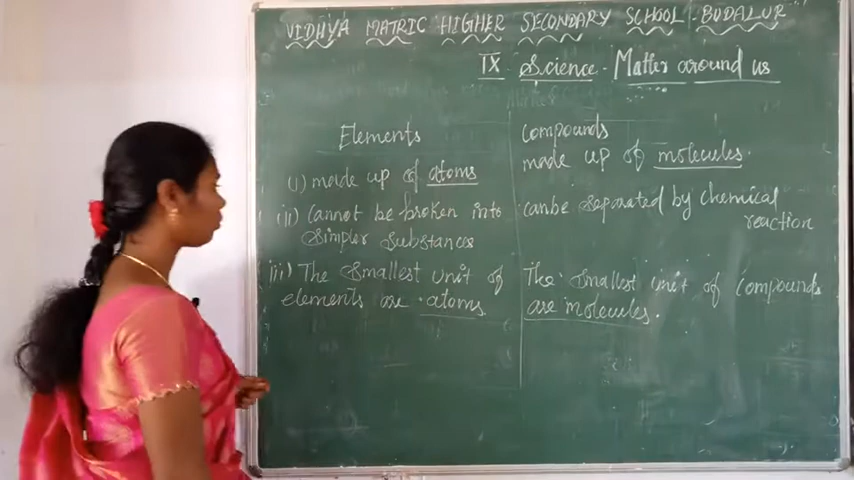 VIDHYA MATRIC HIGHER SECONDARY SCHOOL - BUDALUR
IX Science - Matter around us
Elements
(i) made up of atoms
(ii) Cannot be broken into
simpler substances
iii) The smallest unit of
elements are atoms
Compounds
made up of molecules.
canbe separated by chemical
reaction
The smallest unit of compounds
are molecules.